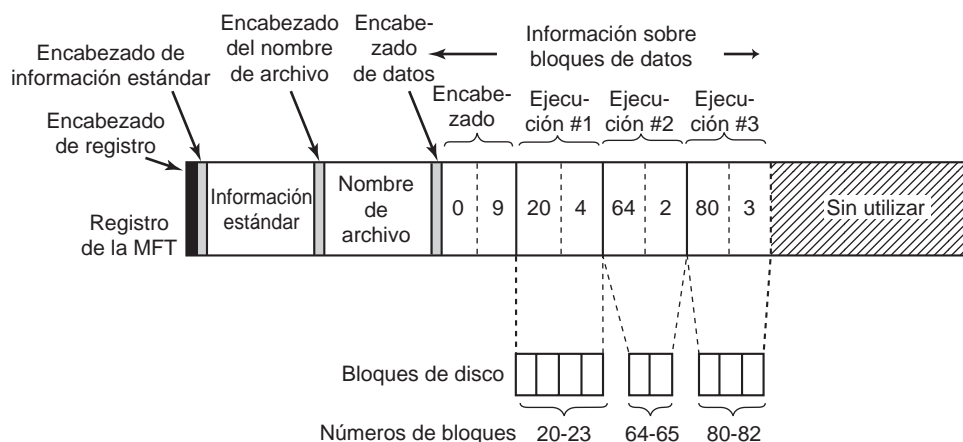 Encabezado de
información estándar
Encabezado
del nombre
de archivo
Encabe-
zado
de datos
Información sobre
bloques de datos
Encabezado
de registro
Encabe-
zado
Ejecu-
ción #1
Ejecu-
ción #2
Ejecu-
ción #3
Registro
de la MFT
Información
estándar
Nombre
de
archivo
0 9 20 4 64 2 80 3
Sin utilizar
Bloques de disco
Números de bloques 20-23 64-65 80-82